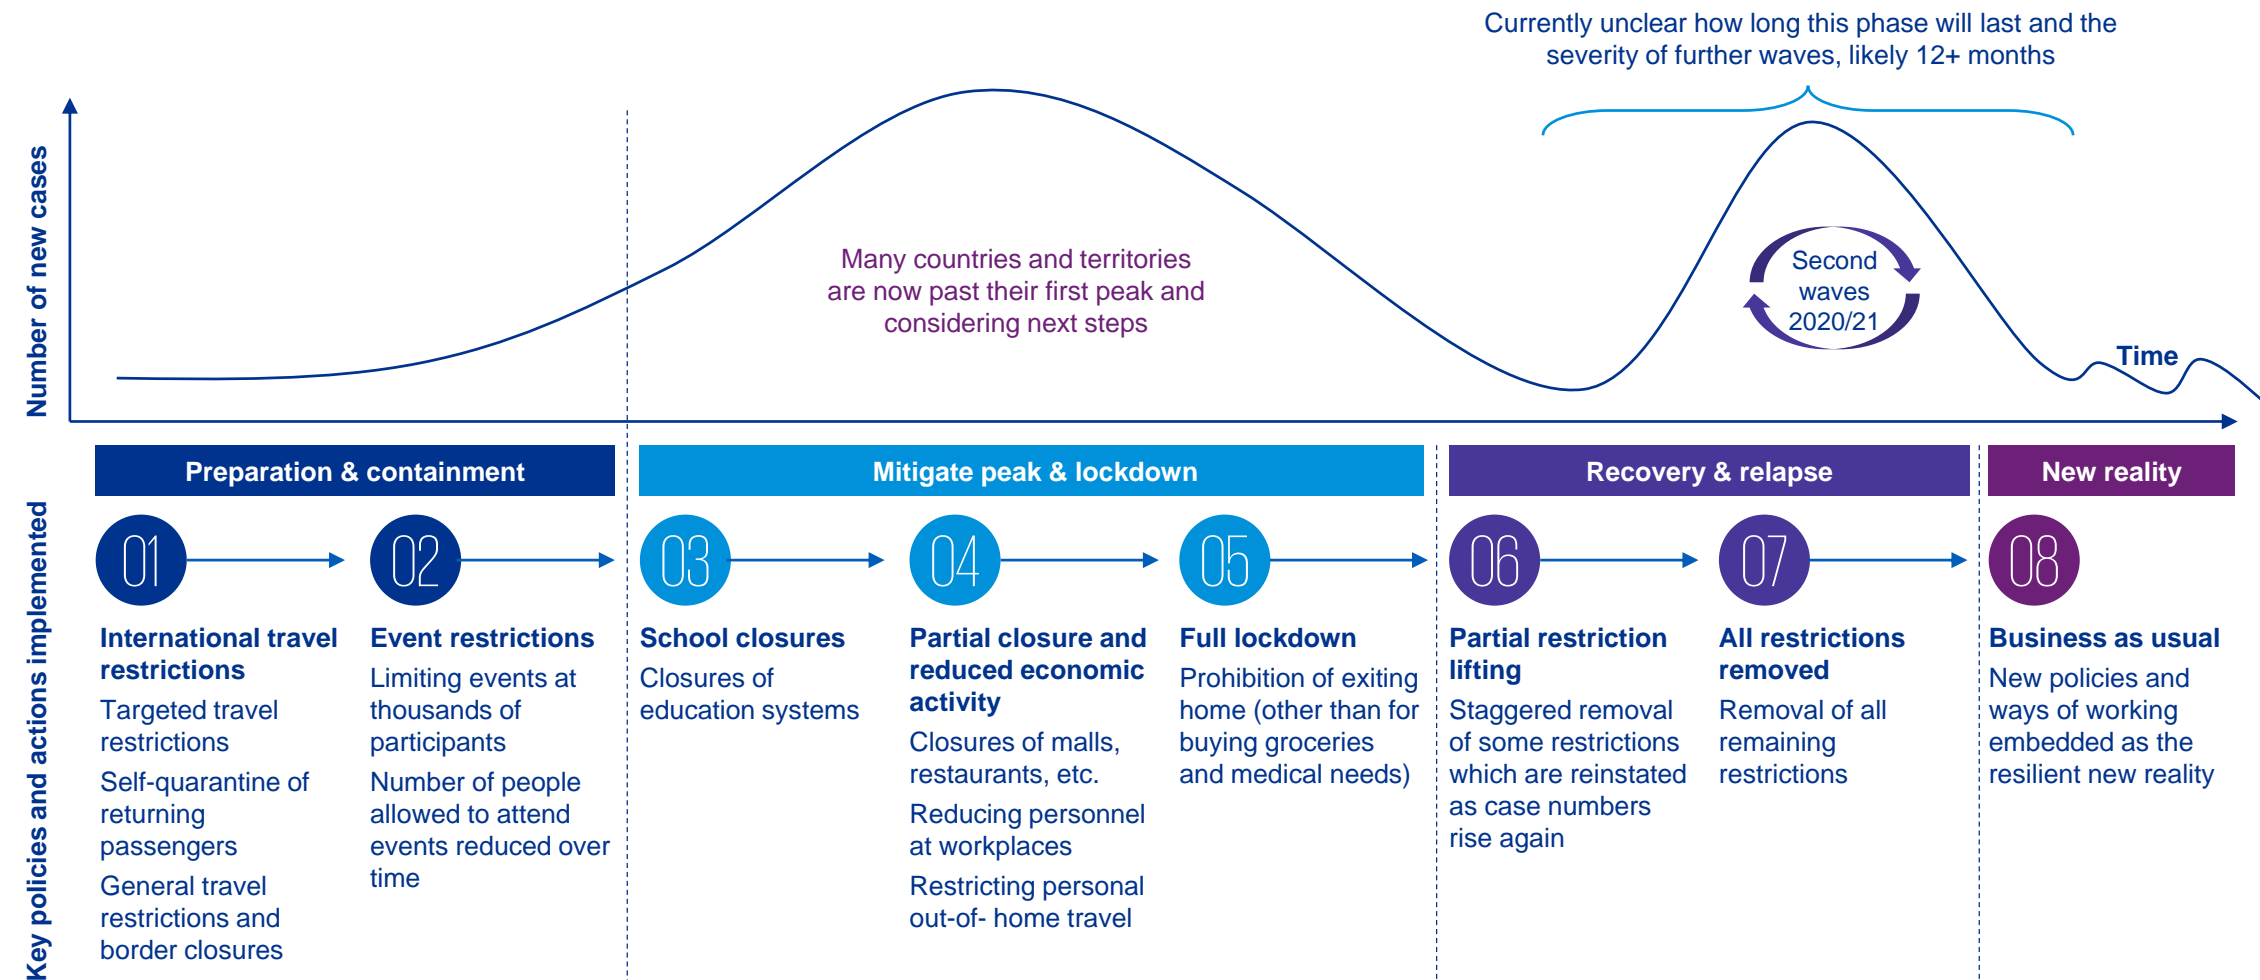 Currently unclear how long this phase will last and the
severity of further waves, likely 12+ months
Number of new cases
Many countries and territories
are now past their first peak and
considering next steps
Second
waves
2020/21
Time
Preparation & containment
Mitigate peak & lockdown
Recovery & relapse
New reality
Key policies and actions implemented
01
International travel
restrictions
Targeted travel
restrictions
Self-quarantine of
returning
passengers
General travel
restrictions and
border closures
02
Event restrictions
Limiting events at
thousands of
participants
Number of people
allowed to attend
events reduced over
time
03
School closures
Closures of
education systems
04
Partial closure and
reduced economic
activity
Closures of malls,
restaurants, etc.
Reducing personnel
at workplaces
Restricting personal
out-of- home travel
05
Full lockdown
Prohibition of exiting
home (other than for
buying groceries
and medical needs)
06
Partial restriction
lifting
Staggered removal
of some restrictions
which are reinstated
as case numbers
rise again
07
All restrictions
removed
Removal of all
remaining
restrictions
08
Business as usual
New policies and
ways of working
embedded as the
resilient new reality